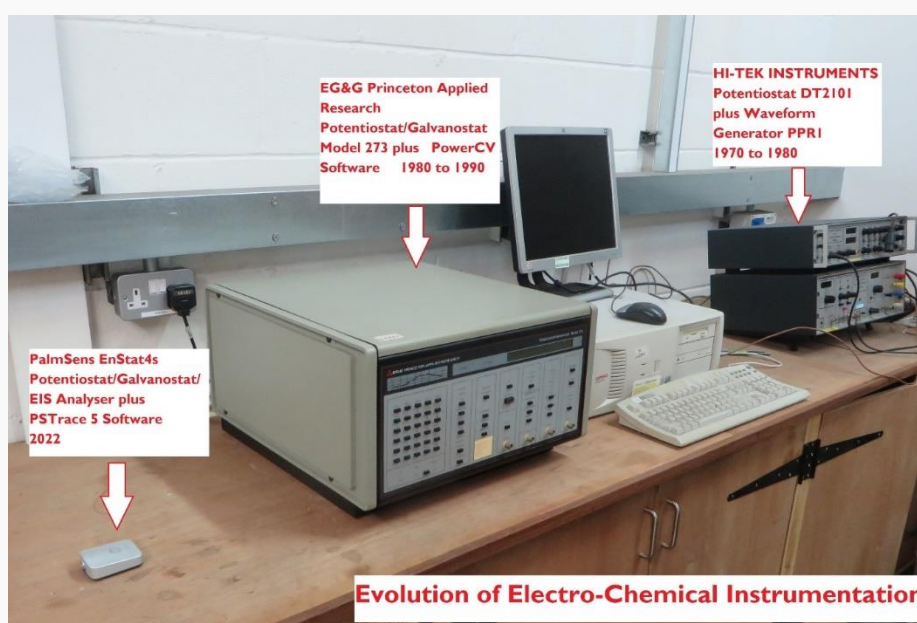 EG&G Princeton Applied
Research
Potentiostat/Galvanostat
Model 273 plus PowerCV
Software 1980 to 1990
HI-TEK INSTRUMENTS
Potentiostat DT2101
plus Waveform
Generator PPR1
1970 to 1980
PalmSens EnStat4s
Potentiostat/Galvanostat/
EIS Analyser plus
PSTrace 5 Software
2022
Evolution of Electro-Chemical Instrumentation